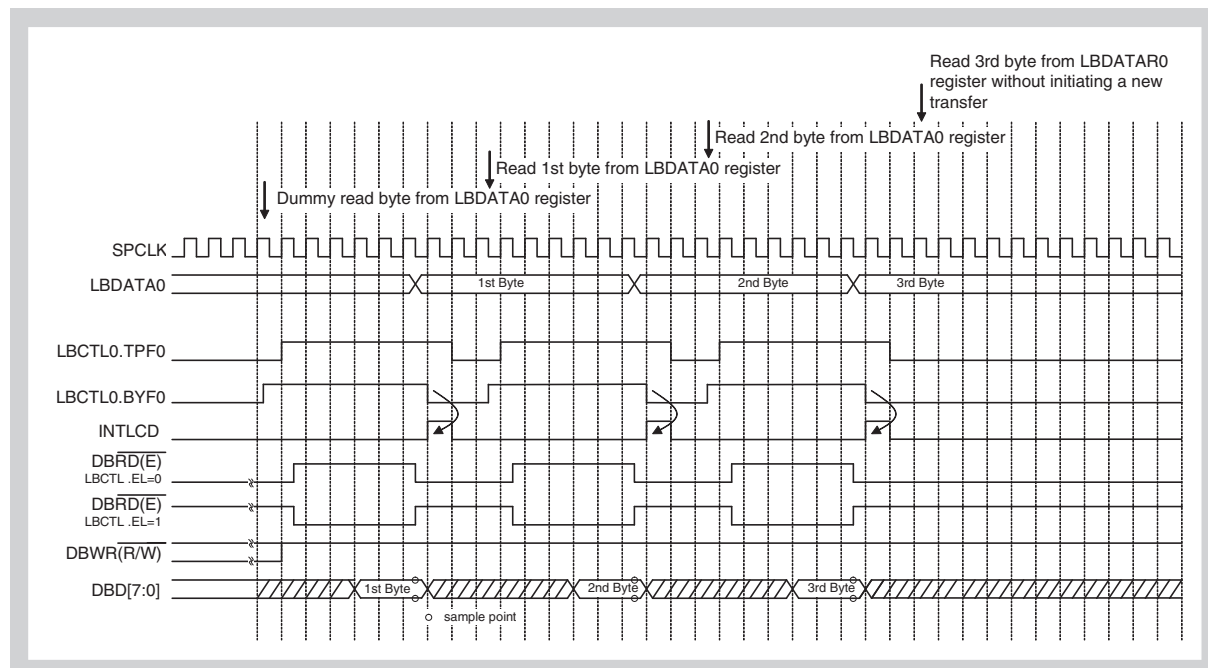 Read 3rd byte from LBDATAR0
register without initiating a new
transfer
Read 2nd byte from LBDATA0 register
Read 1st byte from LBDATA0 register
Dummy read byte from LBDATA0 register
SPCLK
LBDATA0
1st Byte
2nd Byte
3rd Byte
LBCTL0.TPF0
LBCTL0.BYF0
INTLCD
DBRD(E)
LBCTL .EL=0
DBRD(E)
LBCTL .EL=1
DBWR(R/W)
DBD[7:0]
1st Byte
2nd Byte
3rd Byte
sample point